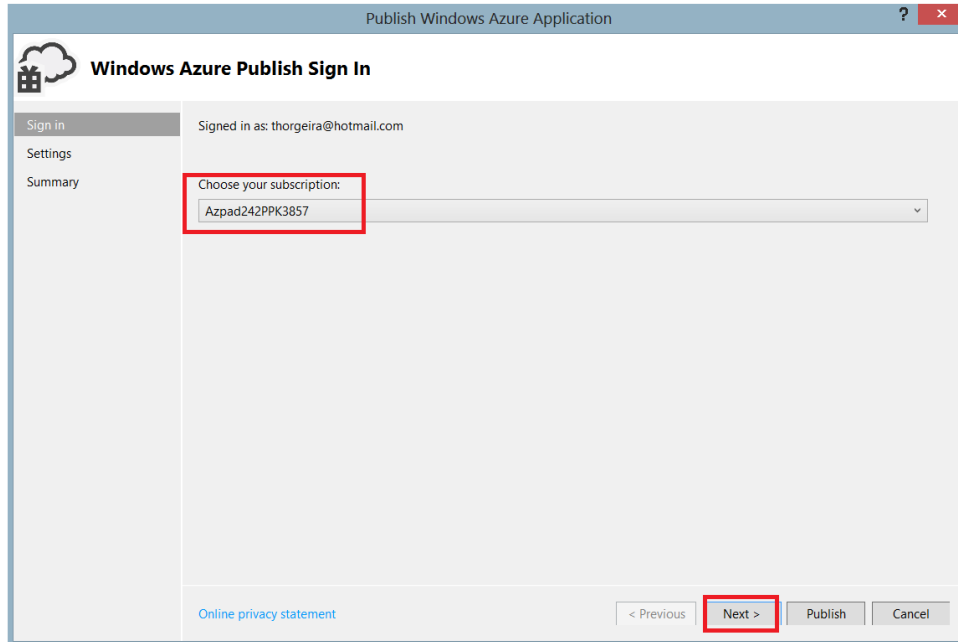 Publish Windows Azure Application
?
Windows Azure Publish Sign In
Sign in
Settings
Summary
Signed in as: thorgeira@hotmail.com
Choose your subscription:
Azpad242PPK3857
Online privacy statement
< Previous
Next >
Publish
Cancel